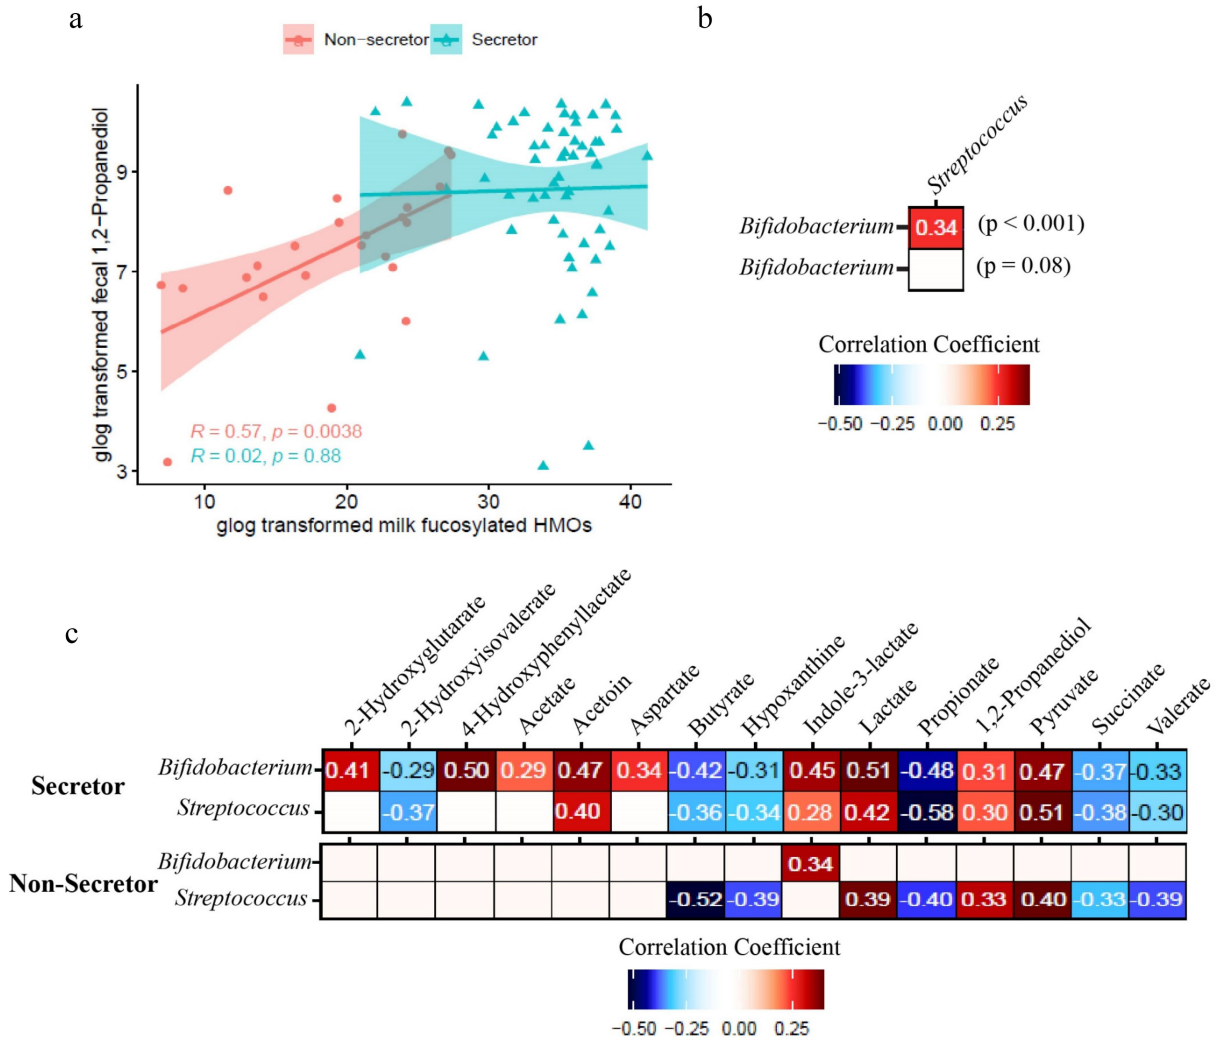 a
Non-secretor Secretor
glog transformed fecal 1,2-Propanediol
9
7
5
3
R = 0.57, p = 0.0038
R = 0.02, p = 0.88
10 20 30 40
glog transformed milk fucosylated HMOs
b
Streptococcus
Bifidobacterium 0.34 (p < 0.001)
Bifidobacterium (p = 0.08)
Correlation Coefficient
-0.50 -0.25 0.00 0.25
c
2-Hydroxyglutarate
2-Hydroxyisovalerate
4-Hydroxyphenyllactate
Acetate
Acetoin
Aspartate
Butyrate
Hypoxanthine
Indole-3-lactate
Lactate
Propionate
1,2-Propanediol
Pyruvate
Succinate
Valerate
Secretor
Bifidobacterium 0.41 -0.29 0.50 0.29 0.47 0.34 -0.42 -0.31 0.45 0.51 -0.48 0.31 0.47 -0.37 -0.33
Streptococcus -0.37 0.40 -0.36 -0.34 0.28 0.42 -0.58 0.30 0.51 -0.38 -0.30
Non-Secretor
Bifidobacterium 0.34
Streptococcus -0.52 -0.39 0.39 -0.40 0.33 0.40 -0.33 -0.39
Correlation Coefficient
-0.50 -0.25 0.00 0.25